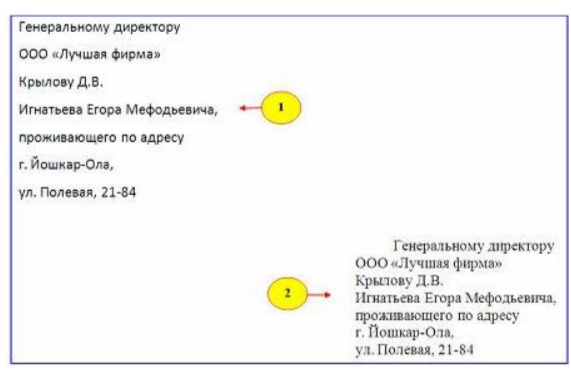 Генеральному директору
ООО «Лучшая фирма»
Крылову Д.В.
Игнатьева Егора Мефодьевича,
проживающего по адресу
г. Йошкар-Ола,
ул. Полевая, 21-84
1
Генеральному директору
ООО «Лучшая фирма»
Крылову Д.В.
Игнатьева Егора Мефодьевича,
проживающего по адресу
г. Йошкар-Ола,
ул. Полевая, 21-84
2